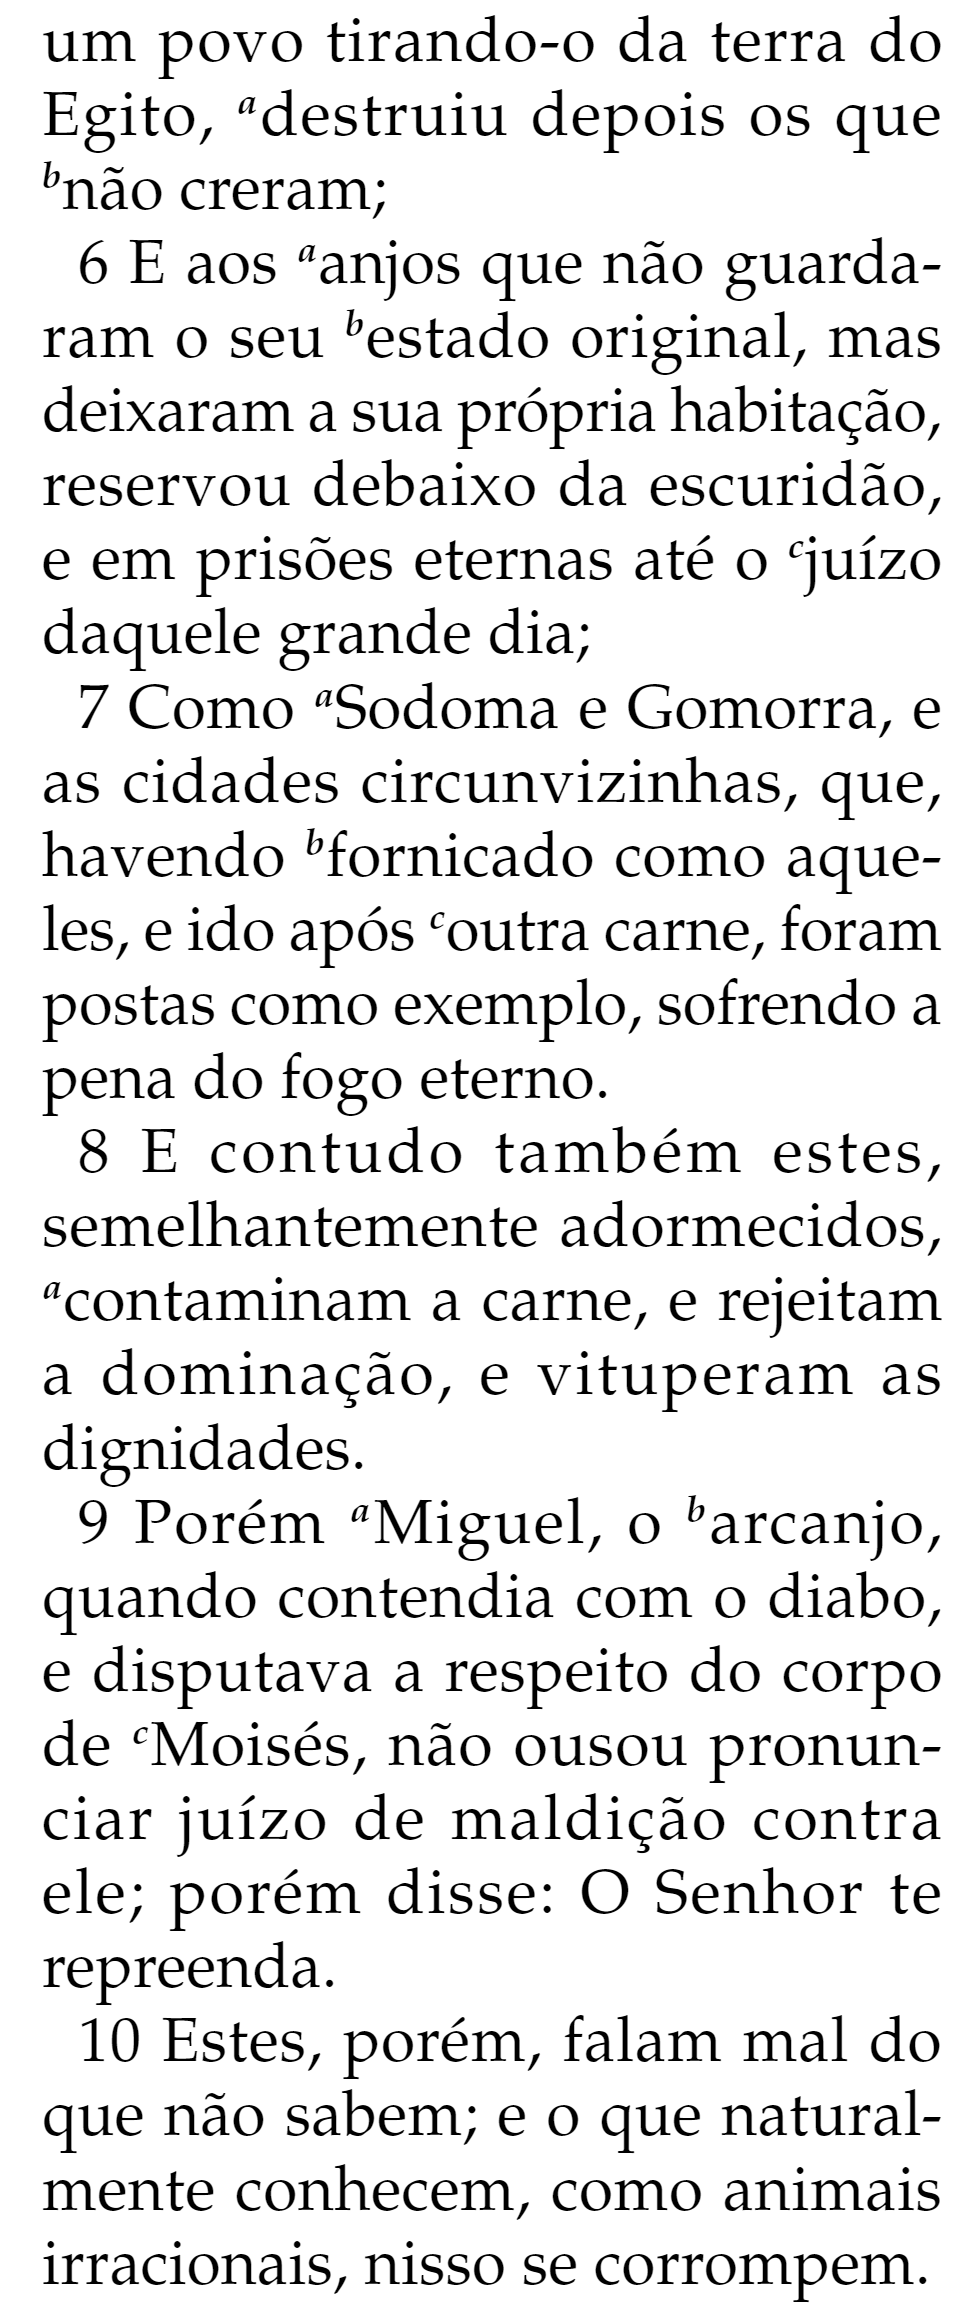 um povo tirando-o da terra do
Egito, ᵃdestruiu depois os que
ᵇnão creram;
6 E aos ᵃanjos que não guarda-
ram o seu ᵇestado original, mas
deixaram a sua própria habitação,
reservou debaixo da escuridão,
e em prisões eternas até o ᶜjuízo
daquele grande dia;
7 Como ᵃSodoma e Gomorra, e
as cidades circunvizinhas, que,
havendo ᵇfornicado como aque-
les, e ido após ᶜoutra carne, foram
postas como exemplo, sofrendo a
pena do fogo eterno.
8 E contudo também estes,
semelhantemente adormecidos,
ᵃcontaminam a carne, e rejeitam
a dominação, e vituperam as
dignidades.
9 Porém ᵃMiguel, o ᵇarcanjo,
quando contendia com o diabo,
e disputava a respeito do corpo
de ᶜMoisés, não ousou pronun-
ciar juízo de maldição contra
ele; porém disse: O Senhor te
repreenda.
10 Estes, porém, falam mal do
que não sabem; e o que natural-
mente conhecem, como animais
irracionais, nisso se corrompem.